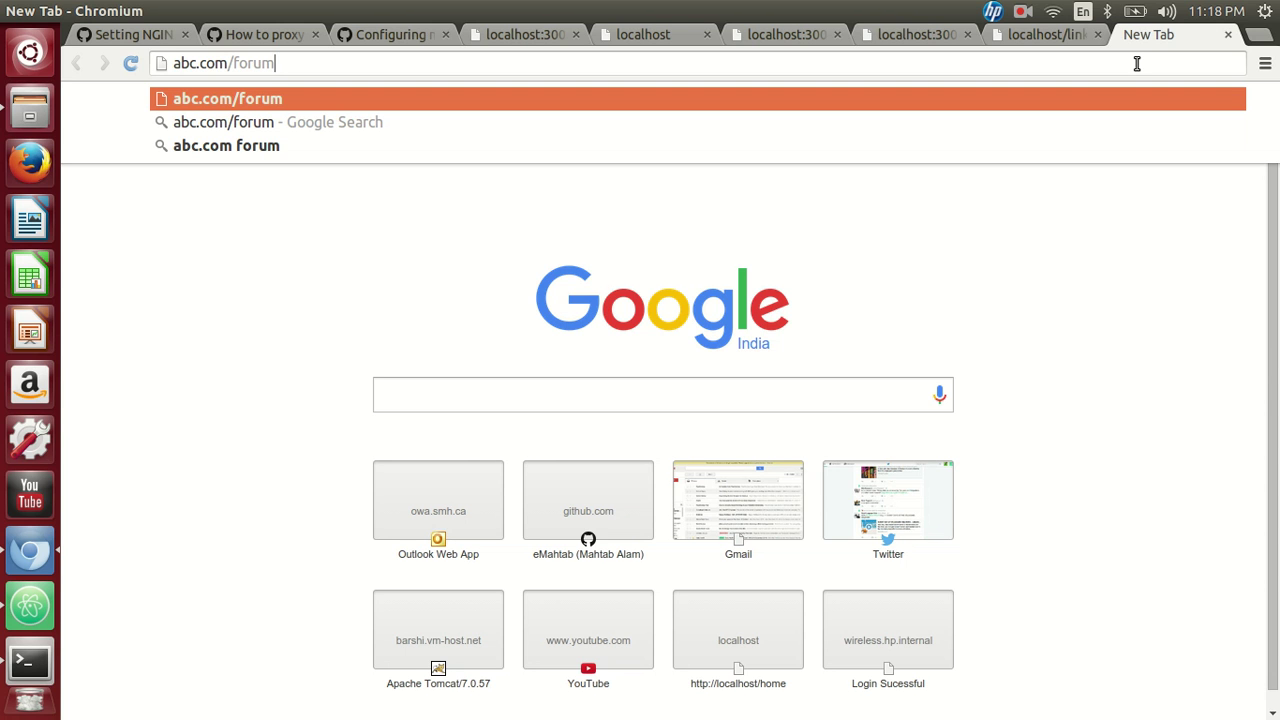 New Tab - Chromium
En
11:18 PM
Setting NGIN
How to proxy
Configuring n
localhost:300
localhost
localhost:300
localhost:300
localhost/link
New Tab
abc.com/forum
abc.com/forum
abc.com/forum - Google Search
abc.com forum
Google
India
owa.smh.ca
github.com
Outlook Web App
eMahtab (Mahtab Alam)
Gmail
Twitter
barshi.vm-host.net
www.youtube.com
localhost
wireless.hp.internal
Apache Tomcat/7.0.57
YouTube
http://localhost/home
Login Sucessful
You
Tube